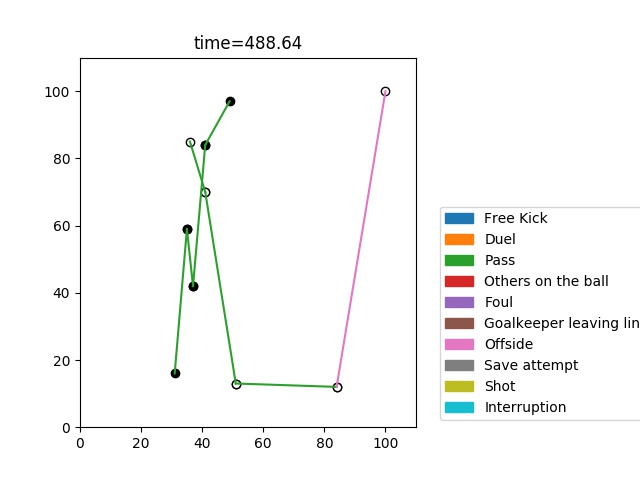 time=488.64
100
80
60
40
20
0
0 20 40 60 80 100
Free Kick
Duel
Pass
Others on the ball
Foul
Goalkeeper leaving lin
Offside
Save attempt
Shot
Interruption